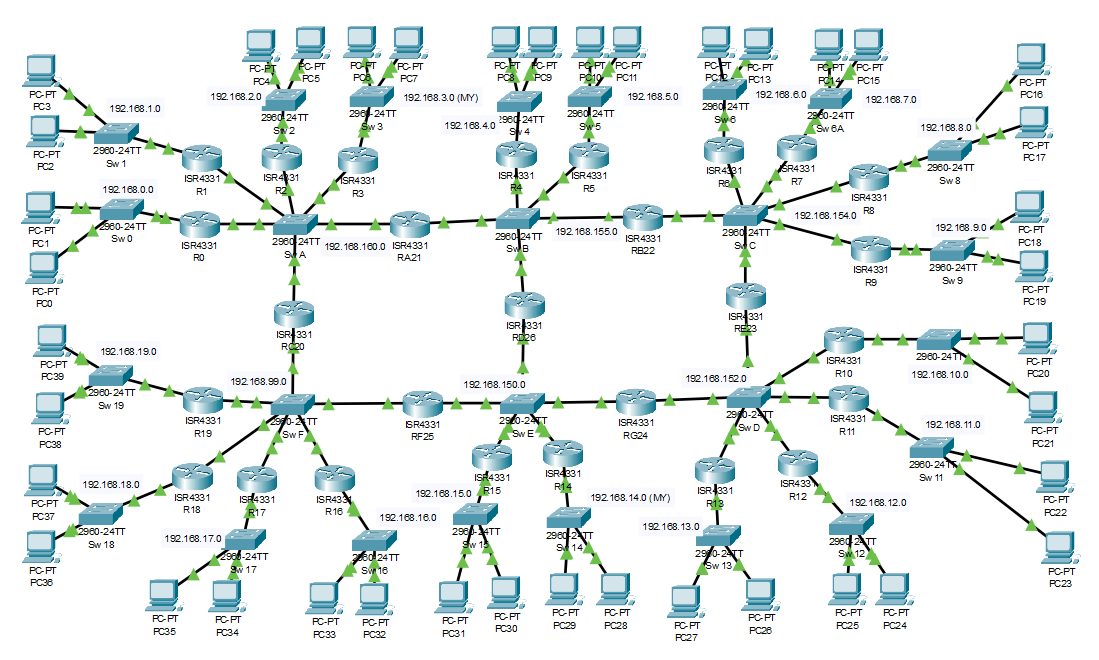 PC-PT
PC3
192.168.1.0
PC-PT
PC2
2960-24TT
Sw 1
ISR4331
R1
192.168.0.0
PC-PT
PC1
2960-24TT
Sw 0
ISR4331
R0
PC-PT
PC0
PC-PT
PC4
PC-PT
PC5
192.168.2.0
2960-24TT
Sw 2
ISR4331
R2
PC-PT
PC6
PC-PT
PC7
192.168.3.0 (MY)
2960-24TT
Sw 3
ISR4331
R3
2960-24TT
Sw A
192.168.160.0
ISR4331
RA21
PC-PT
PC8
PC-PT
PC9
192.168.4.0
2960-24TT
Sw 4
ISR4331
R4
PC-PT
PC10
PC-PT
PC11
192.168.5.0
2960-24TT
Sw 5
ISR4331
R5
2960-24TT
Sw B
192.168.155.0
ISR4331
RB22
PC-PT
PC12
PC-PT
PC13
192.168.6.0
2960-24TT
Sw 6
ISR4331
R6
PC-PT
PC14
PC-PT
PC15
192.168.7.0
2960-24TT
Sw 6A
ISR4331
R7
2960-24TT
Sw C
192.168.154.0
PC-PT
PC16
192.168.8.0
PC-PT
PC17
2960-24TT
Sw 8
ISR4331
R8
192.168.9.0
PC-PT
PC18
2960-24TT
Sw 9
ISR4331
R9
PC-PT
PC19
ISR4331
RC20
ISR4331
RD26
ISR4331
RE23
192.168.19.0
PC-PT
PC39
2960-24TT
Sw 19
ISR4331
R19
PC-PT
PC38
192.168.99.0
2960-24TT
Sw F
ISR4331
RF25
192.168.150.0
2960-24TT
Sw E
ISR4331
RG24
192.168.152.0
2960-24TT
Sw D
ISR4331
R10
2960-24TT
192.168.10.0
PC-PT
PC20
PC-PT
PC21
ISR4331
R11
192.168.11.0
2960-24TT
Sw 11
PC-PT
PC22
PC-PT
PC23
192.168.18.0
PC-PT
PC37
2960-24TT
Sw 18
ISR4331
R18
PC-PT
PC36
ISR4331
R17
192.168.17.0
2960-24TT
Sw 17
PC-PT
PC35
PC-PT
PC34
ISR4331
R16
192.168.16.0
2960-24TT
Sw 16
PC-PT
PC33
PC-PT
PC32
ISR4331
R15
192.168.15.0
2960-24TT
Sw 15
PC-PT
PC31
PC-PT
PC30
ISR4331
R14
192.168.14.0 (MY)
2960-24TT
Sw 14
PC-PT
PC29
PC-PT
PC28
ISR4331
R13
192.168.13.0
2960-24TT
Sw 13
PC-PT
PC27
PC-PT
PC26
ISR4331
R12
192.168.12.0
2960-24TT
Sw 12
PC-PT
PC25
PC-PT
PC24